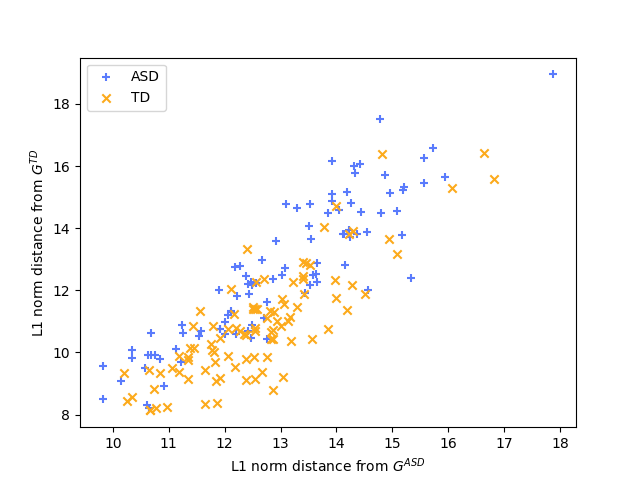 ASD
TD
18
16
14
12
10
8
L1 norm distance from G^{TD}
10 11 12 13 14 15 16 17 18
L1 norm distance from G^{ASD}